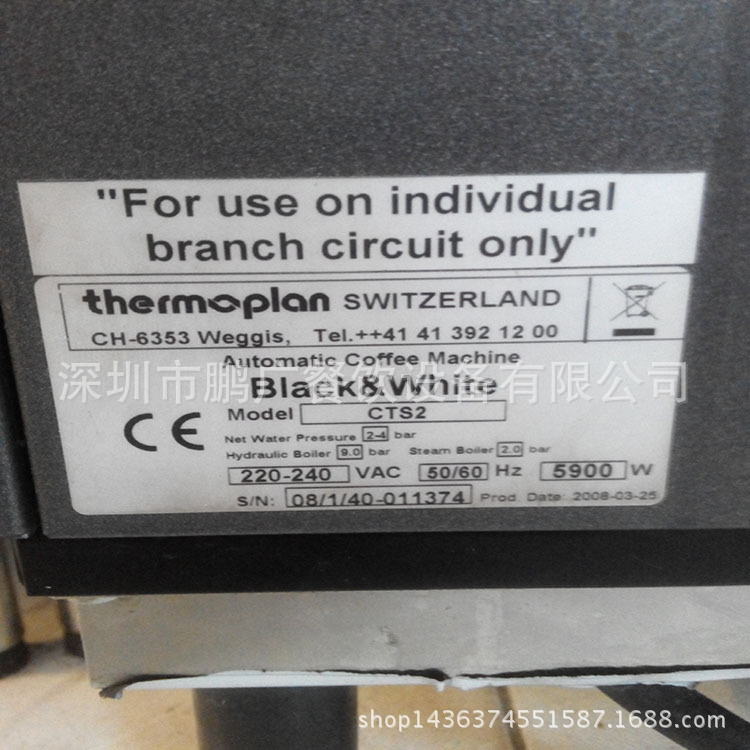 "For use on individual
branch circuit only"
thermoplan SWITZERLAND
CH-6353 Weggis, Tel.++41 41 392 12 00
Automatic Coffee Machine
深圳市鹏广餐饮设备有限公司
Black&White
Model CTS2
CE
Net Water Pressure 2-4 bar
Hydraulic Boiler 9.0 bar Steam Boiler 2.0 bar
220-240 VAC 50/60 Hz 5900 W
S/N: 08/1/40-011374 Prod. Date: 2008-03-25
shop1436374551587.1688.com